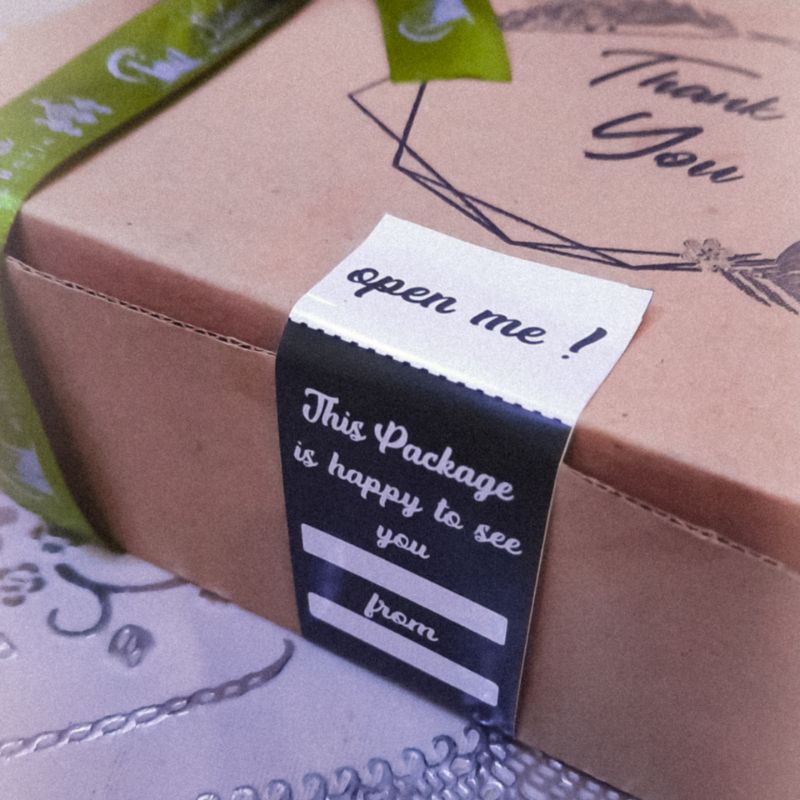 Thank
You
open me !
This Package
is happy to see
you
from